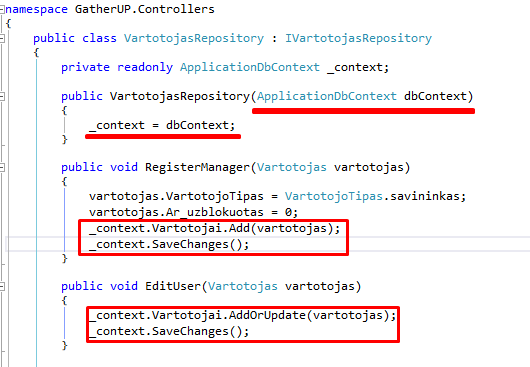 namespace GatherUP.Controllers
{
public class VartotojasRepository : IVartotojasRepository
{
private readonly ApplicationDbContext _context;
public VartotojasRepository(ApplicationDbContext dbContext)
{
_context = dbContext;
}
public void RegisterManager(Vartotojas vartotojas)
{
vartotojas.VartotojoTipas = VartotojoTipas.savininkas;
vartotojas.Ar_uzblokuotas = 0;
_context.Vartotojai.Add(vartotojas);
_context.SaveChanges();
}
public void EditUser(Vartotojas vartotojas)
{
_context.Vartotojai.AddOrUpdate(vartotojas);
_context.SaveChanges();
}